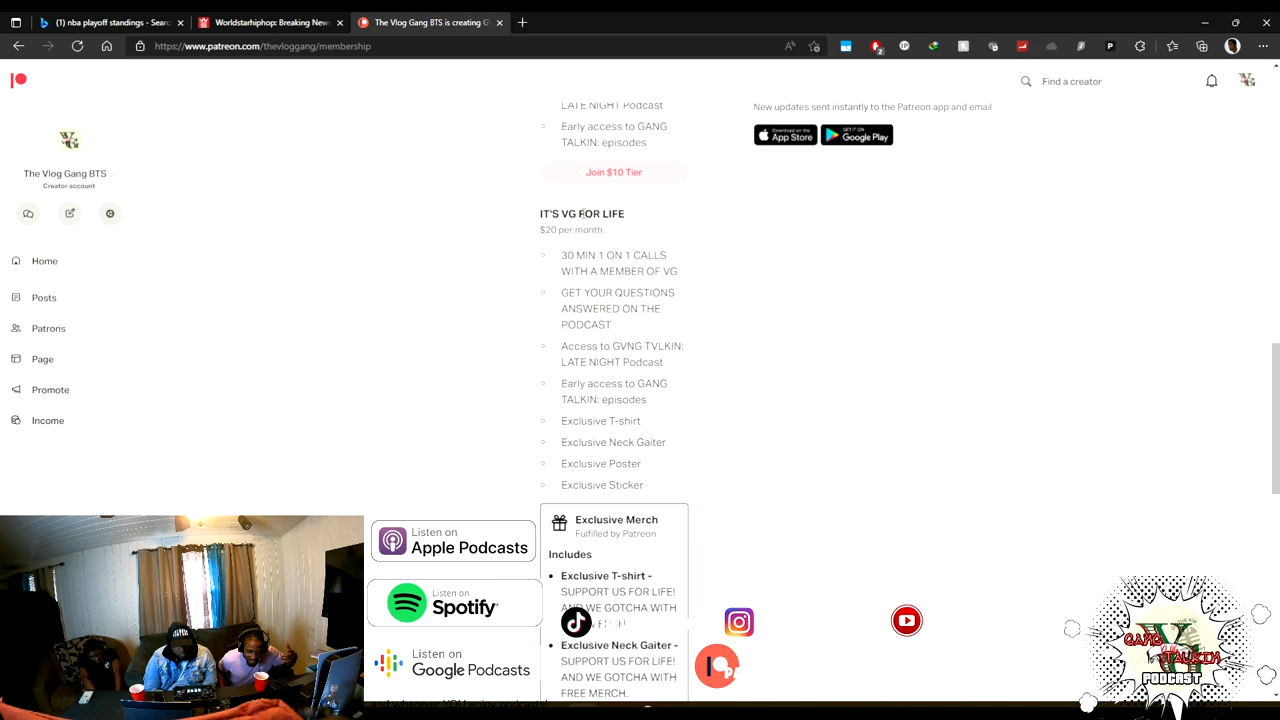 (1) nba playoff standings - Searc
Worldstarhiphop: Breaking News
The Vlog Gang BTS is creating G
https://www.patreon.com/thevloggang/membership
Find a creator
The Vlog Gang BTS
Creator account
Home
Posts
Patrons
Page
Promote
Income
LATE NIGHT Podcast
Early access to GANG
TALKIN: episodes
Join $10 Tier
IT'S VG FOR LIFE
$20 per month
30 MIN 1 ON 1 CALLS
WITH A MEMBER OF VG
GET YOUR QUESTIONS
ANSWERED ON THE
PODCAST
Access to GVNG TVLKIN:
LATE NIGHT Podcast
Early access to GANG
TALKIN: episodes
Exclusive T-shirt
Exclusive Neck Gaiter
Exclusive Poster
Exclusive Sticker
Exclusive Merch
Fulfilled by Patreon
Includes
Exclusive T-shirt -
SUPPORT US FOR LIFE!
AND WE GOTCHA WITH
Exclusive Neck Gaiter -
SUPPORT US FOR LIFE!
AND WE GOTCHA WITH
FREE MERCH.
New updates sent instantly to the Patreon app and email
Download on the
App Store
GET IT ON
Google Play
Listen on
Apple Podcasts
Listen on
Spotify
Listen on
Google Podcasts
and wherever YOU enjoy podcasts!
GANG
TALKIN
PODCAST